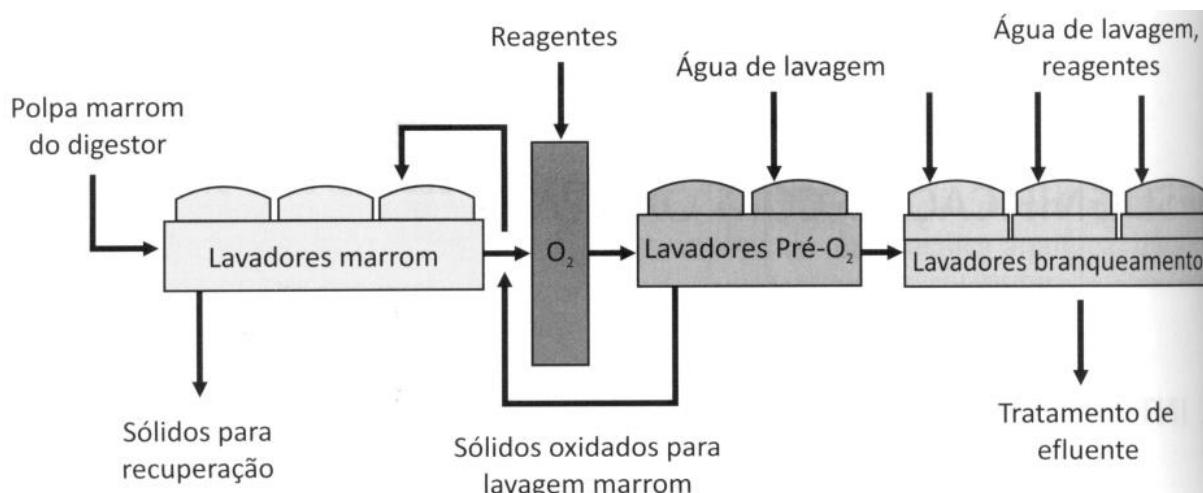 Reagentes
Água de lavagem
Água de lavagem,
reagentes
Polpa marrom
do digestor
Lavadores marrom
O₂
Lavadores Pré-O₂
Lavadores branqueamento
Sólidos para
recuperação
Sólidos oxidados para
lavagem marrom
Tratamento de
efluente